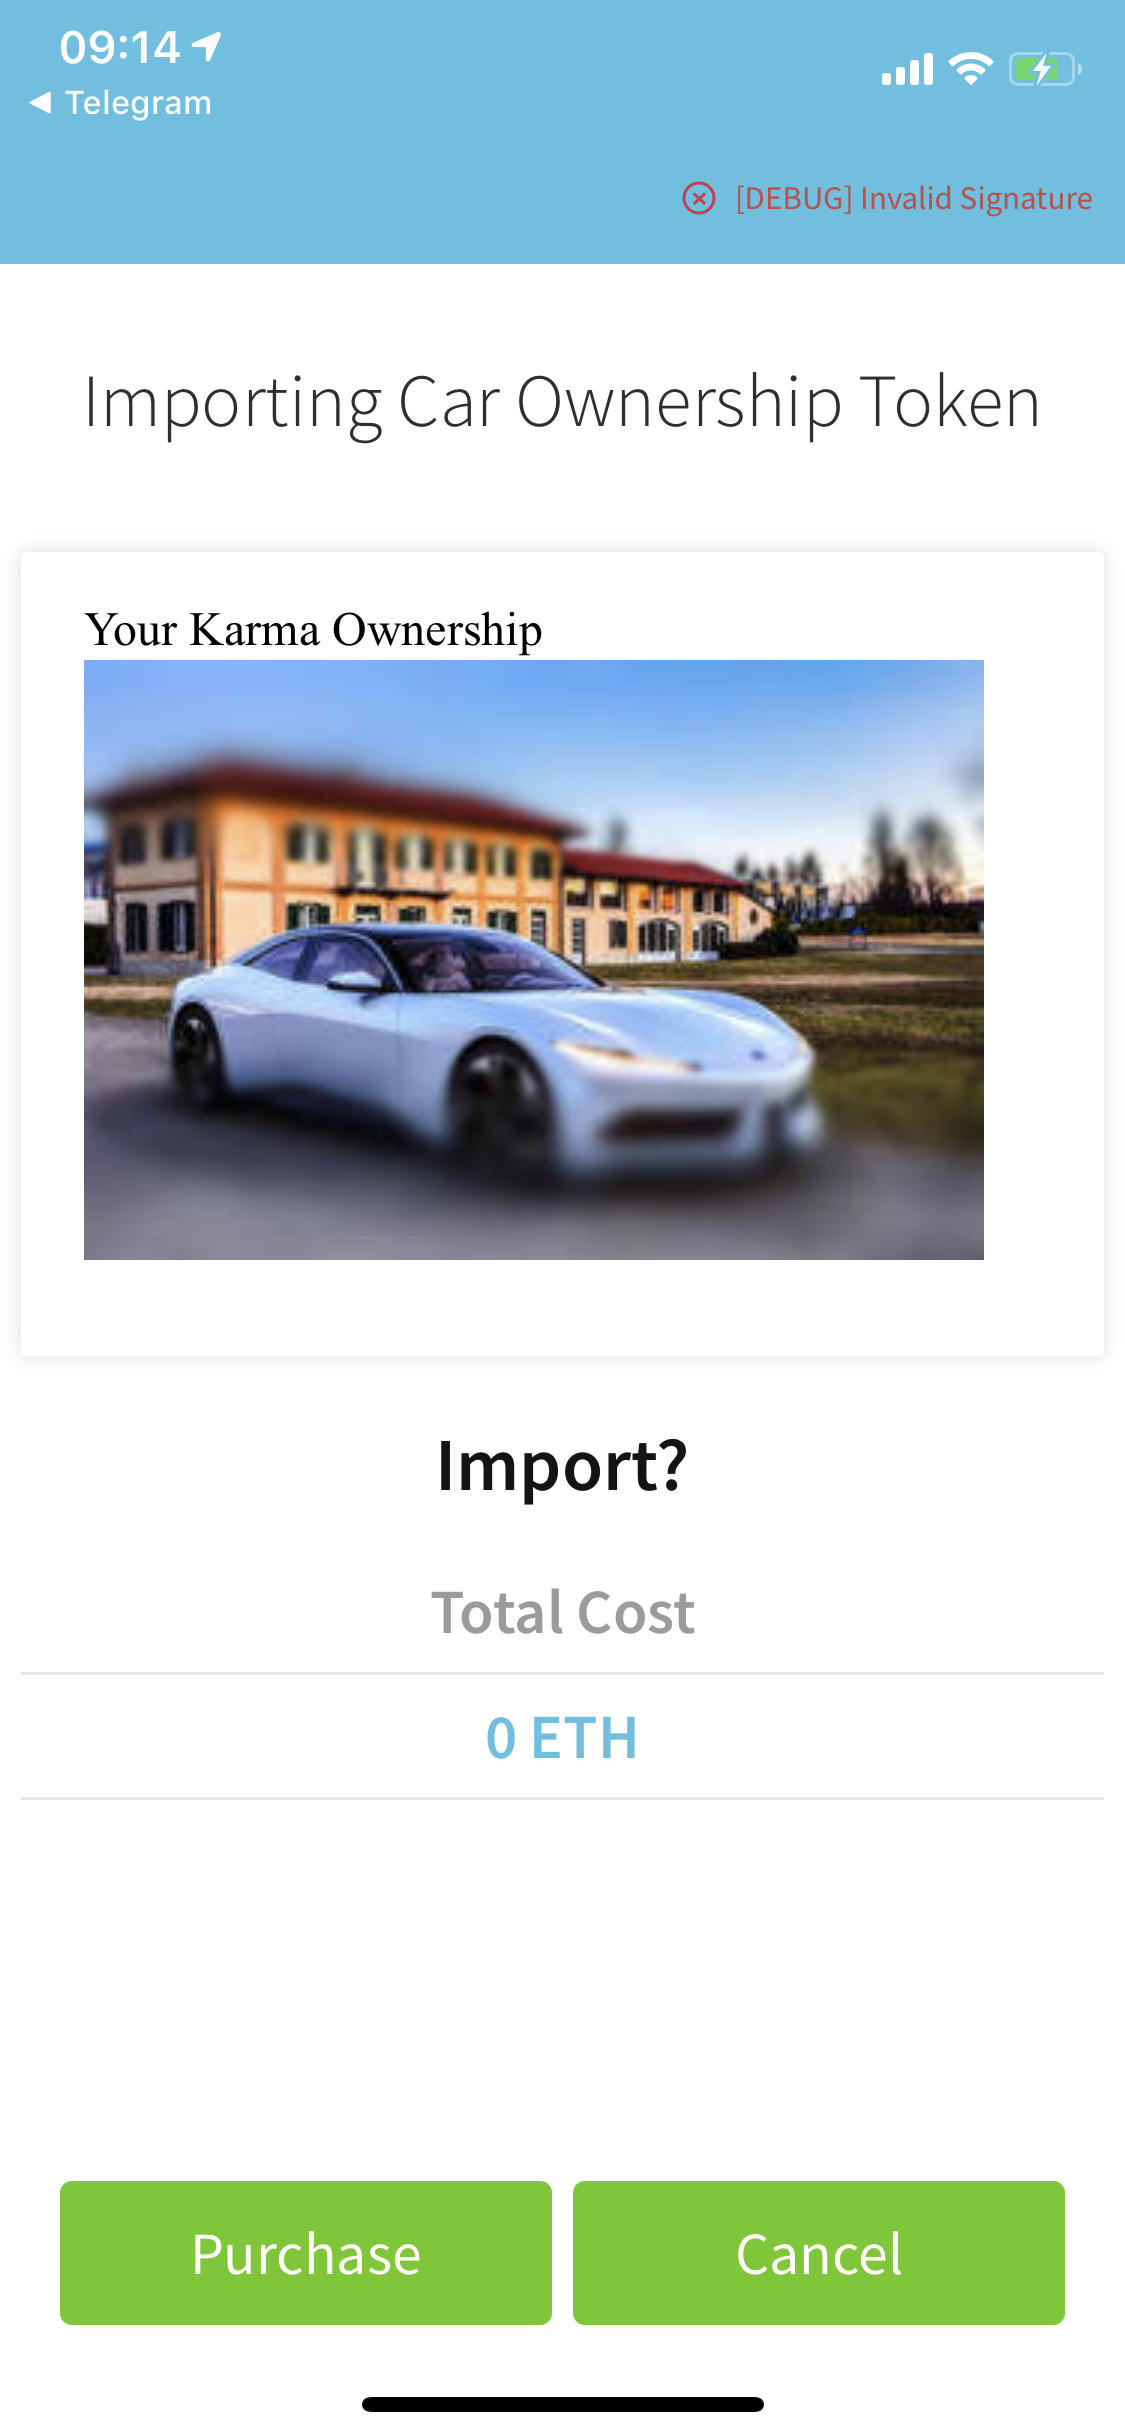 09:14
Telegram
[DEBUG] Invalid Signature
Importing Car Ownership Token
Your Karma Ownership
Import?
Total Cost
0 ETH
Purchase
Cancel